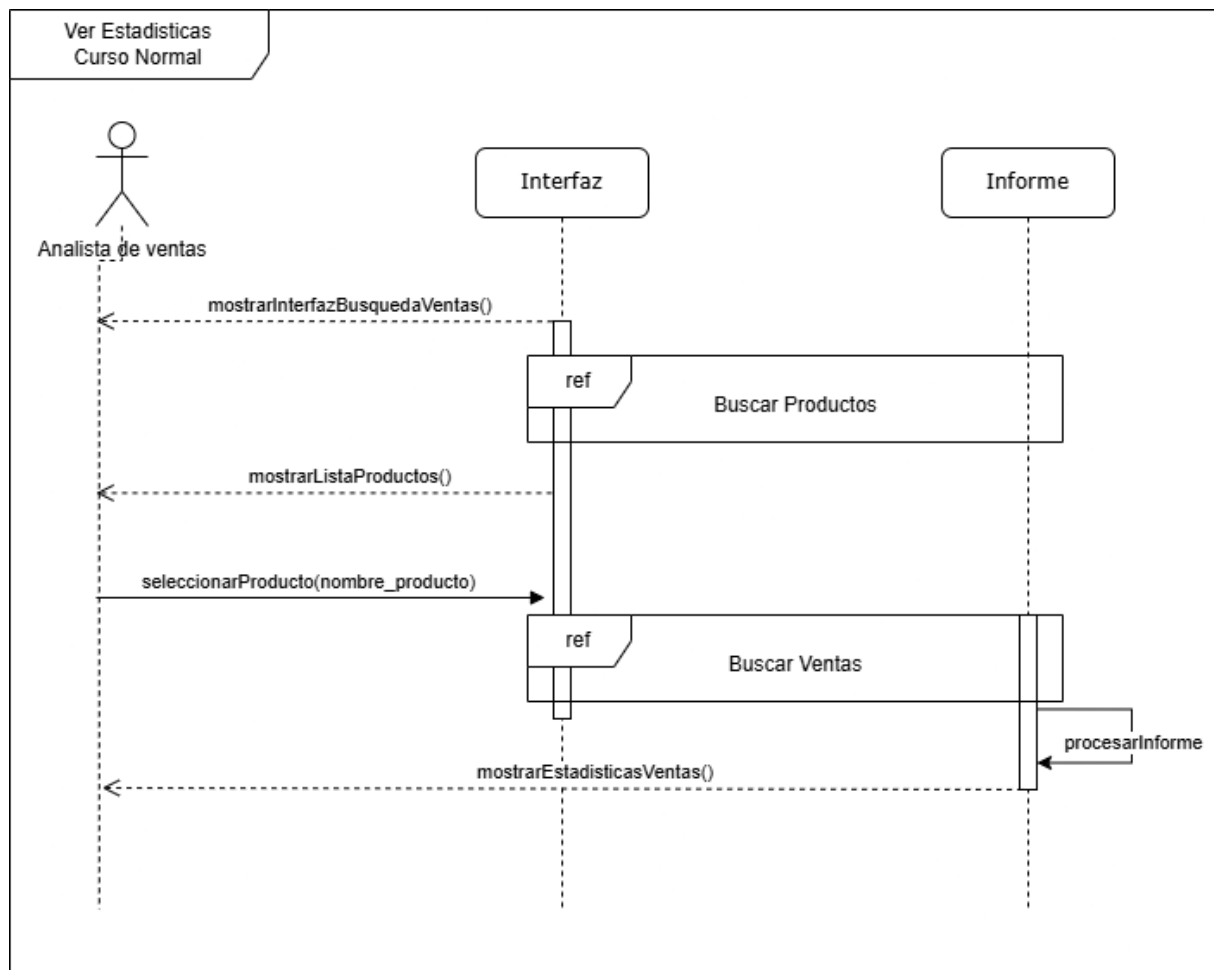 Ver Estadisticas
Curso Normal
Interfaz
Informe
Analista de ventas
mostrarInterfazBusquedaVentas()
ref
Buscar Productos
mostrarListaProductos()
seleccionarProducto(nombre_producto)
ref
Buscar Ventas
procesarInforme
mostrarEstadisticasVentas()